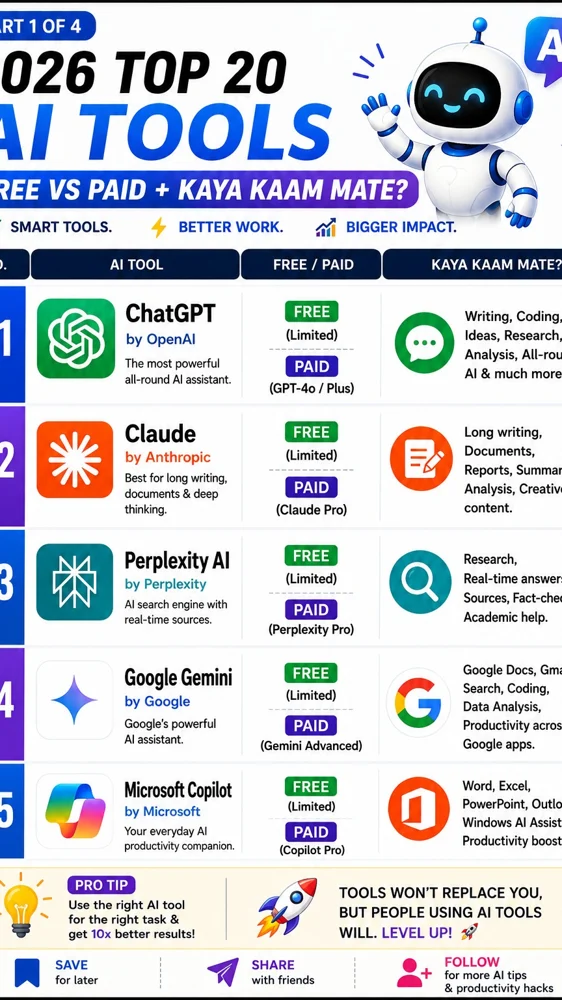 ART 1 OF 4
026 TOP 20
AI TOOLS
REE VS PAID + KAYA KAAM MATE?
SMART TOOLS. BETTER WORK. BIGGER IMPACT.
O. AI TOOL FREE / PAID KAYA KAAM MATE?
1
ChatGPT
by OpenAI
The most powerful
all-round AI assistant.
FREE
(Limited)
PAID
(GPT-4o / Plus)
Writing, Coding,
Ideas, Research,
Analysis, All-rou
AI & much more
2
Claude
by Anthropic
Best for long writing,
documents & deep
thinking.
FREE
(Limited)
PAID
(Claude Pro)
Long writing,
Documents,
Reports, Summar
Analysis, Creative
content.
3
Perplexity AI
by Perplexity
AI search engine with
real-time sources.
FREE
(Limited)
PAID
(Perplexity Pro)
Research,
Real-time answers
Sources, Fact-chec
Academic help.
4
Google Gemini
by Google
Google's powerful
AI assistant.
FREE
(Limited)
PAID
(Gemini Advanced)
Google Docs, Gma
Search, Coding,
Data Analysis,
Productivity acros
Google apps.
5
Microsoft Copilot
by Microsoft
Your everyday AI
productivity companion.
FREE
(Limited)
PAID
(Copilot Pro)
Word, Excel,
PowerPoint, Outlo
Windows AI Assist
Productivity boost
PRO TIP
Use the right AI tool
for the right task &
get 10x better results!
TOOLS WON'T REPLACE YOU,
BUT PEOPLE USING AI TOOLS
WILL. LEVEL UP!
SAVE
for later
SHARE
with friends
FOLLOW
for more AI tips
& productivity hacks